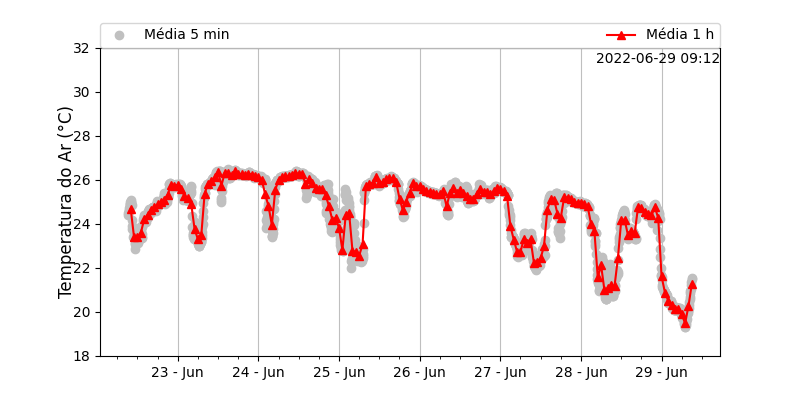 Média 5 min
Média 1 h
2022-06-29 09:12
Temperatura do Ar (°C)
32
30
28
26
24
22
20
18
23 - Jun
24 - Jun
25 - Jun
26 - Jun
27 - Jun
28 - Jun
29 - Jun